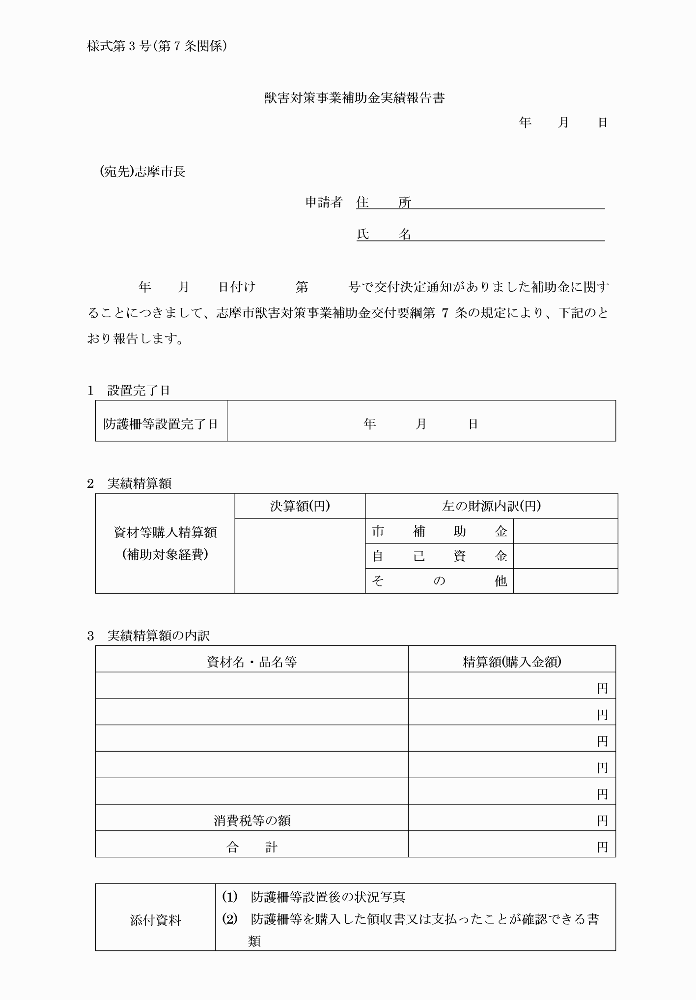 様式第 3 号(第 7 条関係)
獣害対策事業補助金実績報告書
年　月　日
(宛先)志摩市長
申請者　住　所
氏　名
年　月　日付け　第　号で交付決定通知がありました補助金に関す
ることにつきまして、志摩市獣害対策事業補助金交付要綱第 7 条の規定により、下記のと
おり報告します。
1　設置完了日
防護柵等設置完了日　年　月　日
2　実績精算額
決算額(円)　左の財源内訳(円)
資材等購入精算額
(補助対象経費)
市補助金
自己資金
その他
3　実績精算額の内訳
資材名・品名等　精算額(購入金額)
円
円
円
円
円
消費税等の額　円
合　計　円
添付資料
(1)　防護柵等設置後の状況写真
(2)　防護柵等を購入した領収書又は支払ったことが確認できる書
類